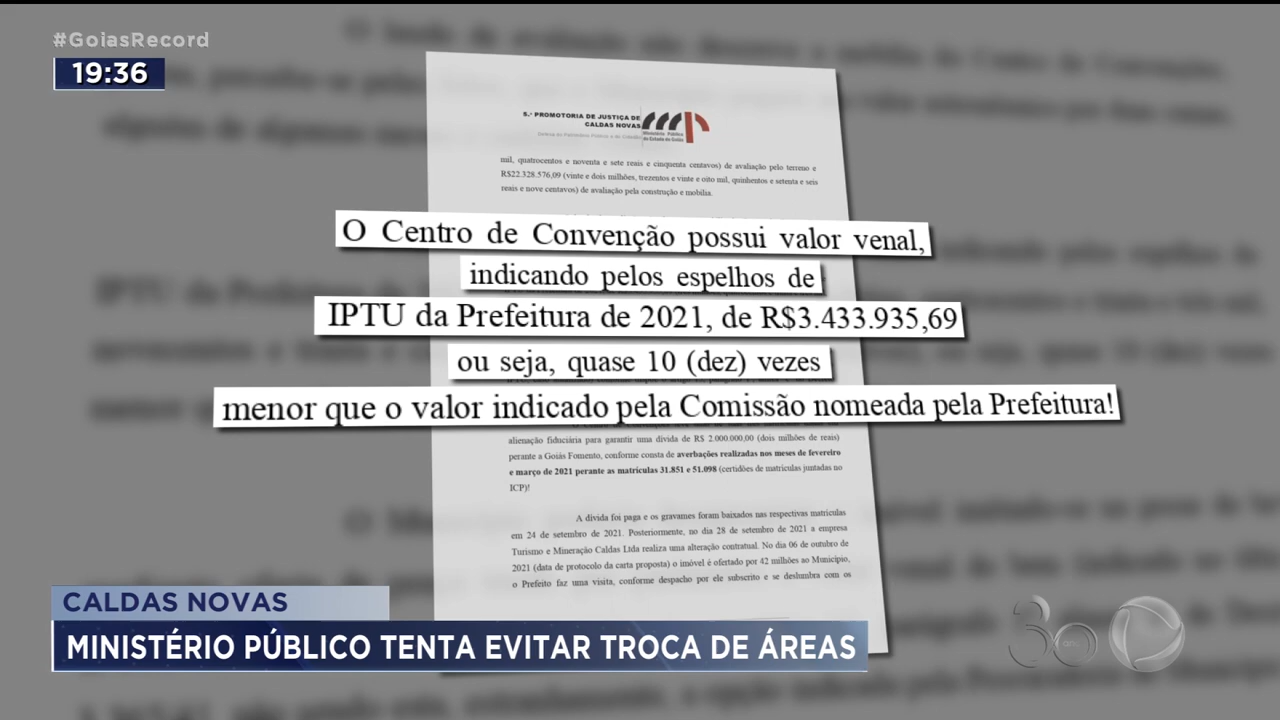 #GoiasRecord
19:36
5.ª PROMOTORIA DE JUSTIÇA DE
CALDAS NOVAS
Ministério Público
do Estado de Goiás
mil, quatrocentos e noventa e sete reais e cinquenta centavos) de avaliação pelo terreno e
R$22.328.576,09 (vinte e dois milhões, trezentos e vinte e oito mil, quinhentos e setenta e seis
reais e nove centavos) de avaliação pela construção e mobília.
O Centro de Convenção possui valor venal,
indicando pelos espelhos de
IPTU da Prefeitura de 2021, de R$3.433.935,69
ou seja, quase 10 (dez) vezes
menor que o valor indicado pela Comissão nomeada pela Prefeitura!
alienação fiduciária para garantir uma dívida de R$ 2.000.000,00 (dois milhões de reais)
perante a Goiás Fomento, conforme consta de averbações realizadas nos meses de fevereiro
e março de 2021 perante as matrículas 31.851 e 51.098 (certidões de matrículas juntadas no
ICP)!
A dívida foi paga e os gravames foram baixados nas respectivas matrículas
em 24 de setembro de 2021. Posteriormente, no dia 28 de setembro de 2021 a empresa
Turismo e Mineração Caldas Ltda realiza uma alteração contratual. No dia 06 de outubro de
2021 (data de protocolo da carta proposta) o imóvel é ofertado por 42 milhões ao Município,
o Prefeito faz uma visita, conforme despacho por ele subscrito e se deslumbra com os
CALDAS NOVAS
MINISTÉRIO PÚBLICO TENTA EVITAR TROCA DE ÁREAS
30 anos